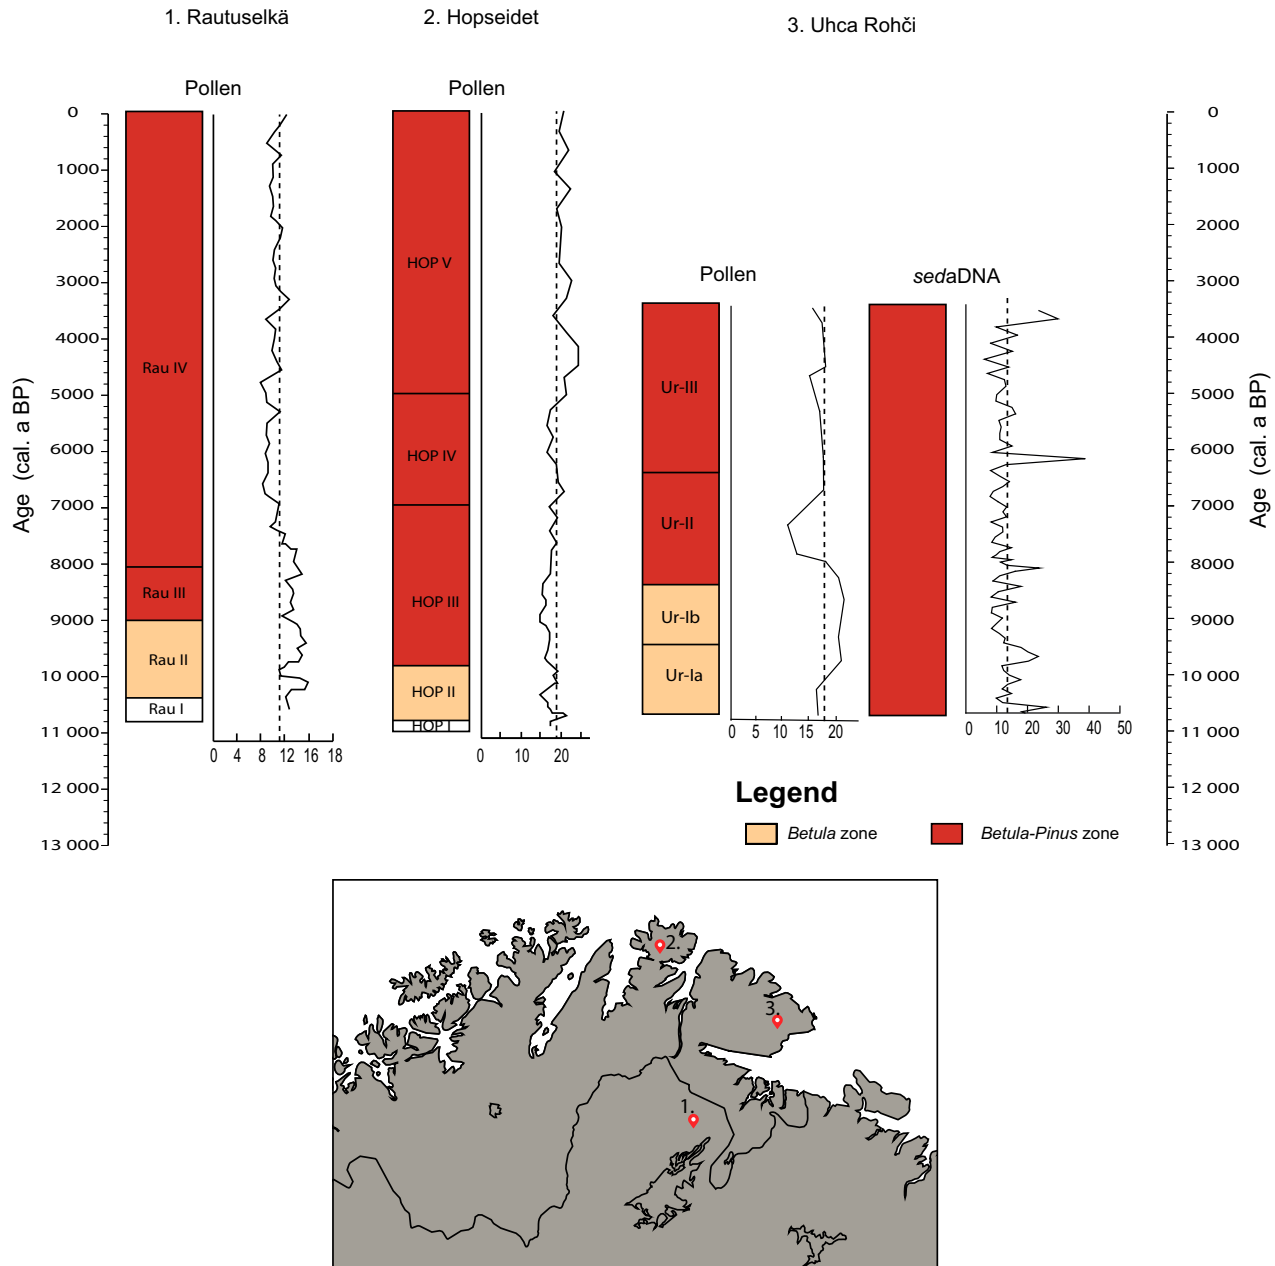 1. Rautuselkä
2. Hopseidet
3. Uhca Rohči
Pollen
Pollen
Pollen
sedaDNA
Age (cal. a BP)
0
1000
2000
3000
4000
5000
6000
7000
8000
9000
10 000
11 000
12 000
13 000
Rau IV
Rau III
Rau II
Rau I
0 4 8 12 16 18
HOP V
HOP IV
HOP III
HOP II
HOP I
0 10 20
Ur-III
Ur-II
Ur-Ib
Ur-Ia
0 5 10 15 20
0 10 20 30 40 50
0
1000
2000
3000
4000
5000
6000
7000
8000
9000
10 000
11 000
12 000
13 000
Age (cal. a BP)
Legend
Betula zone
Betula-Pinus zone
2.
3.
1.